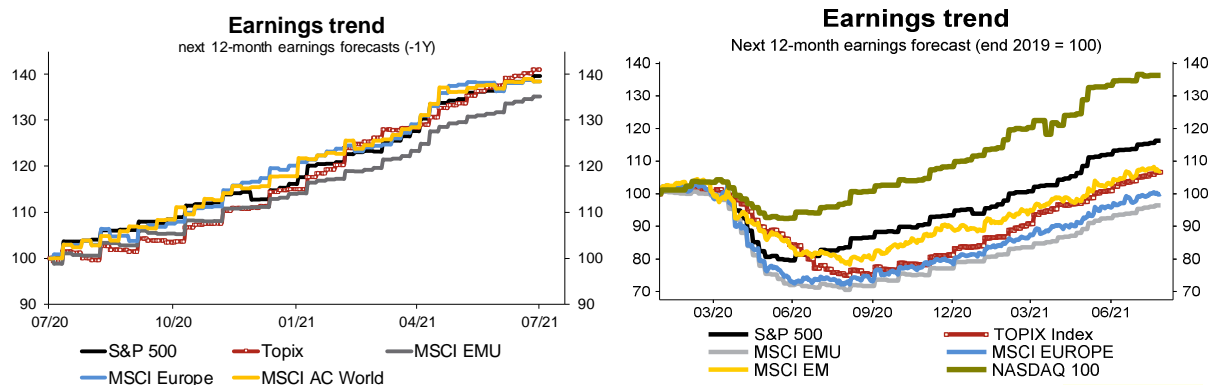 Earnings trend
next 12-month earnings forecasts (-1Y)
140 140
130 130
120 120
110 110
100 100
90 90
07/20 10/20 01/21 04/21 07/21
S&P 500 Topix MSCI EMU
MSCI Europe MSCI AC World
Earnings trend
Next 12-month earnings forecast (end 2019 = 100)
140 140
130 130
120 120
110 110
100 100
90 90
80 80
70 70
03/20 06/20 09/20 12/20 03/21 06/21
S&P 500 TOPIX Index
MSCI EMU MSCI EUROPE
MSCI EM NASDAQ 100